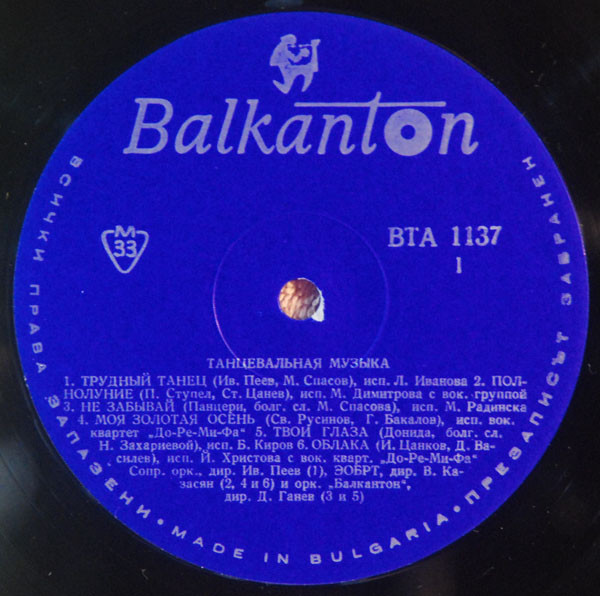 Balkanton
M
33
ВТА 1137
1
ТАНЦЕВАЛЬНАЯ МУЗЫКА
1. ТРУДНЫЙ ТАНЕЦ (Ив. Пеев, М. Спасов), исп. Л. Иванова 2. ПОЛ-
НОЛУНИЕ (П. Ступел, Ст. Цанев), исп. М. Димитрова с вок. группой
3. НЕ ЗАБЫВАЙ (Панцери, болг. сл. М. Спасова), исп. М. Радинска
4. МОЯ ЗОЛОТАЯ ОСЕНЬ (Св. Русинов, Г. Бакалов), исп. вок.
квартет „До-Ре-Ми-Фа" 5. ТВОИ ГЛАЗА (Донида, болг. сл.
Н. Захариевой), исп. Б. Киров 6. ОБЛАКА (И. Цанков, Д. Ва-
силев), исп. Й. Христова с вок. кварт. „До-Ре-Ми-Фа"
Сопр. орк., дир. Ив. Пеев (1), ЭОБРТ, дир. В. Ка-
засян (2, 4 и 6) и орк. „Балкантон",
дир. Д. Ганев (3 и 5)
ВСИЧКИ ПРАВА ЗАПАЗЕНИ • MADE IN BULGARIA • ПРЕЗАПИСЪТ ЗАБРАНЕН